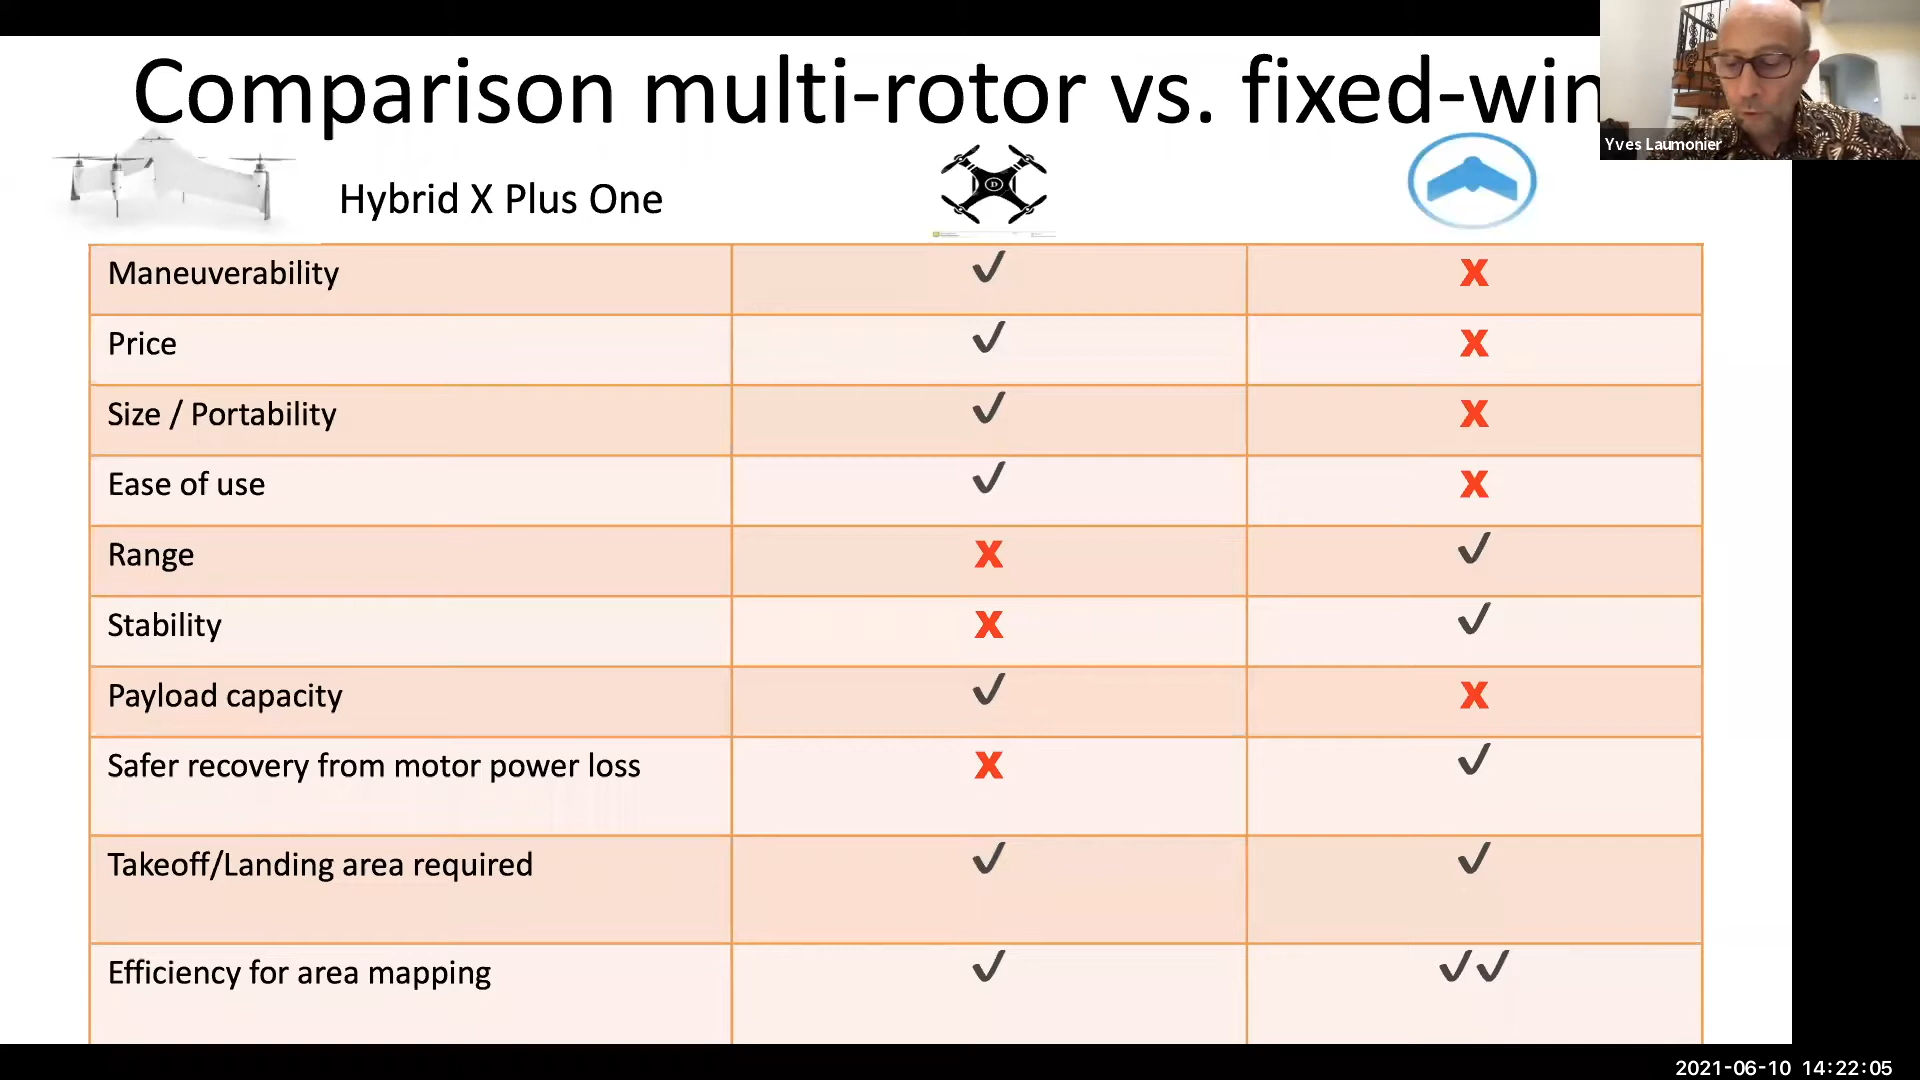 Comparison multi-rotor vs. fixed-win
Yves Laumonier
Hybrid X Plus One
D
Maneuverability ✓ X
Price ✓ X
Size / Portability ✓ X
Ease of use ✓ X
Range X ✓
Stability X ✓
Payload capacity ✓ X
Safer recovery from motor power loss X ✓
Takeoff/Landing area required ✓ ✓
Efficiency for area mapping ✓ ✓✓
2021-06-10 14:22:05